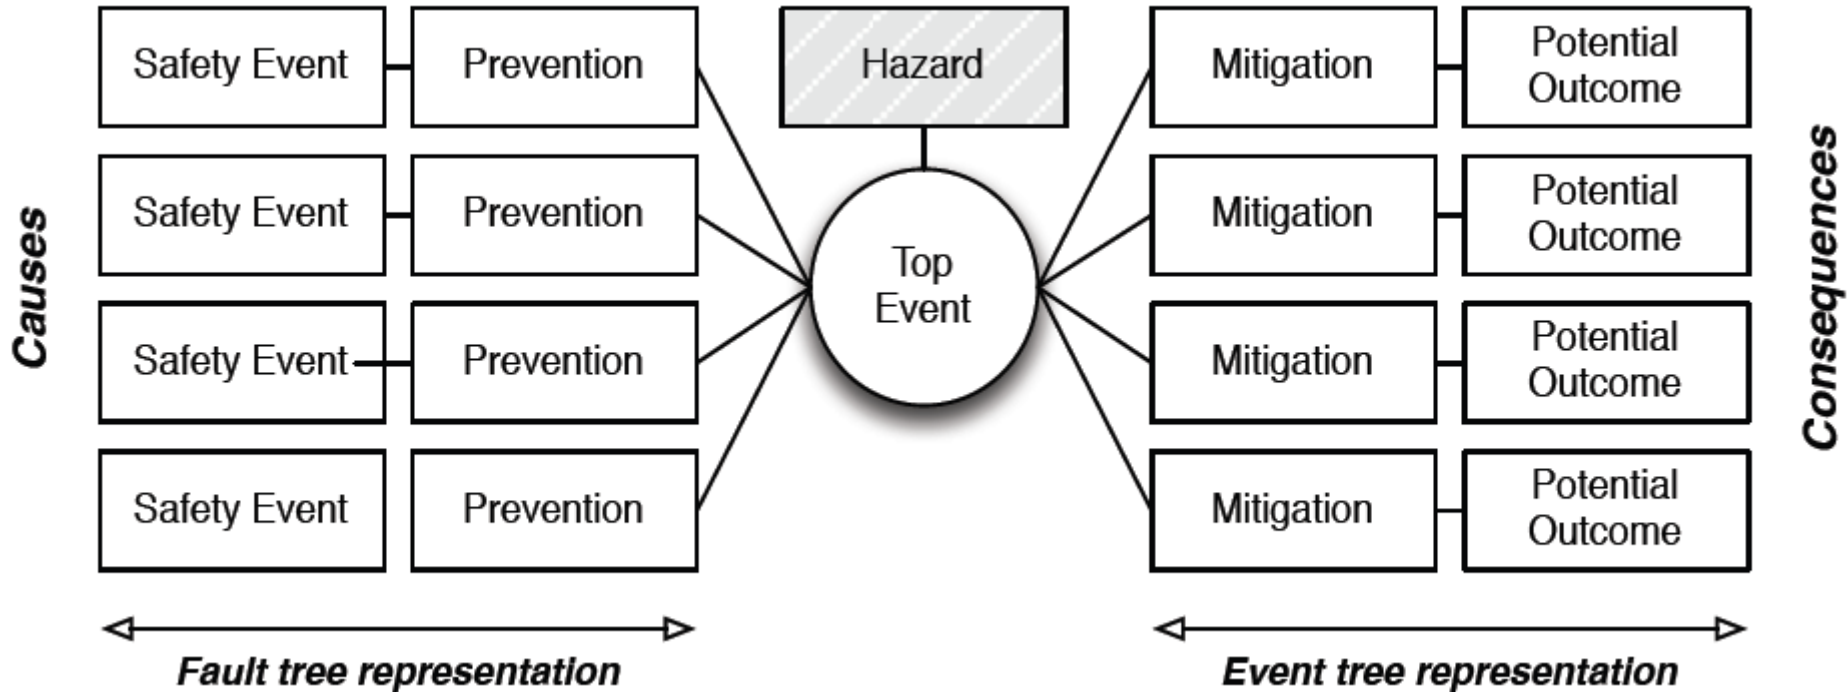 Causes
Safety Event
Prevention
Safety Event
Prevention
Safety Event
Prevention
Safety Event
Prevention
Fault tree representation
Hazard
Top
Event
Mitigation
Potential
Outcome
Mitigation
Potential
Outcome
Mitigation
Potential
Outcome
Mitigation
Potential
Outcome
Event tree representation
Consequences